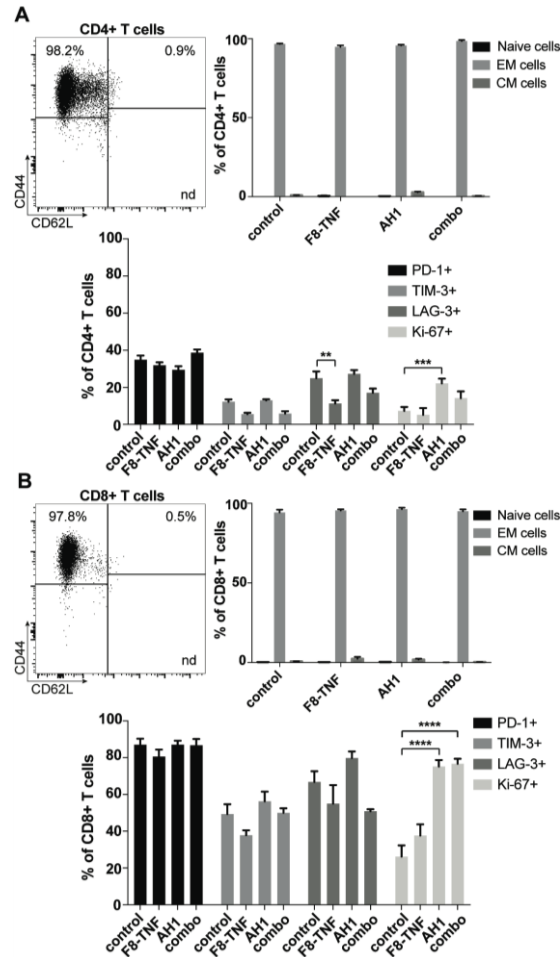 A
CD4+ T cells
98.2%
0.9%
nd
CD44
CD62L
% of CD4+ T cells
100
50
0
control
F8-TNF
AH1
combo
Naive cells
EM cells
CM cells
% of CD4+ T cells
100
80
60
40
20
0
PD-1+
TIM-3+
LAG-3+
Ki-67+
**
***
control
F8-TNF
AH1
combo
control
F8-TNF
AH1
combo
control
F8-TNF
AH1
combo
control
F8-TNF
AH1
combo
B
CD8+ T cells
97.8%
0.5%
nd
CD44
CD62L
% of CD8+ T cells
100
50
0
control
F8-TNF
AH1
combo
Naive cells
EM cells
CM cells
% of CD8+ T cells
100
80
60
40
20
0
PD-1+
TIM-3+
LAG-3+
Ki-67+
****
****
control
F8-TNF
AH1
combo
control
F8-TNF
AH1
combo
control
F8-TNF
AH1
combo
control
F8-TNF
AH1
combo